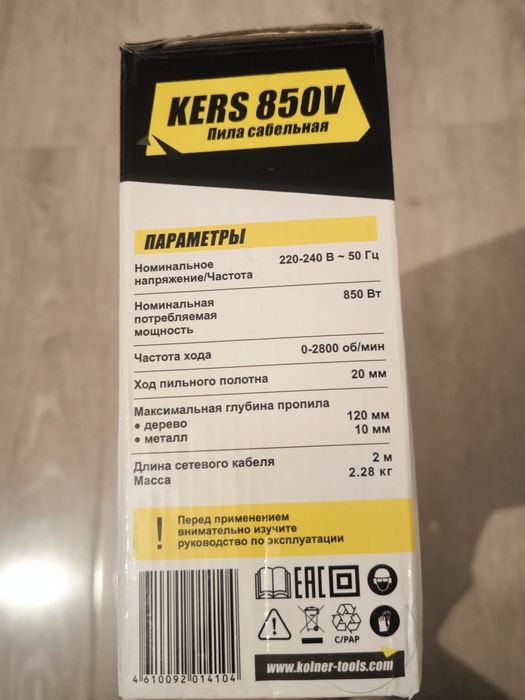 KERS 850V
Пила сабельная
ПАРАМЕТРЫ
Номинальное напряжение/Частота 220-240 В ~ 50 Гц
Номинальная потребляемая мощность 850 Вт
Частота хода 0-2800 об/мин
Ход пильного полотна 20 мм
Максимальная глубина пропила
● дерево 120 мм
● металл 10 мм
Длина сетевого кабеля 2 м
Масса 2.28 кг
! Перед применением
внимательно изучите
руководство по эксплуатации
EAC
C/PAP
4 610092 014104
www.kolner-tools.com